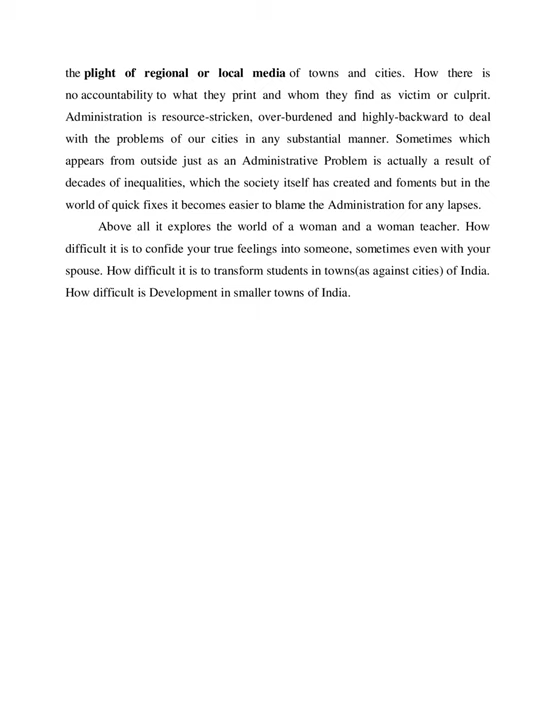 the plight of regional or local media of towns and cities. How there is
no accountability to what they print and whom they find as victim or culprit.
Administration is resource-stricken, over-burdened and highly-backward to deal
with the problems of our cities in any substantial manner. Sometimes which
appears from outside just as an Administrative Problem is actually a result of
decades of inequalities, which the society itself has created and foments but in the
world of quick fixes it becomes easier to blame the Administration for any lapses.
Above all it explores the world of a woman and a woman teacher. How
difficult it is to confide your true feelings into someone, sometimes even with your
spouse. How difficult it is to transform students in towns(as against cities) of India.
How difficult is Development in smaller towns of India.